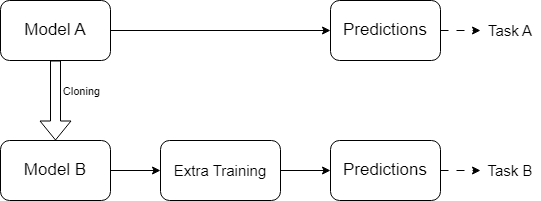 Model A
Predictions
Task A
Cloning
Model B
Extra Training
Predictions
Task B